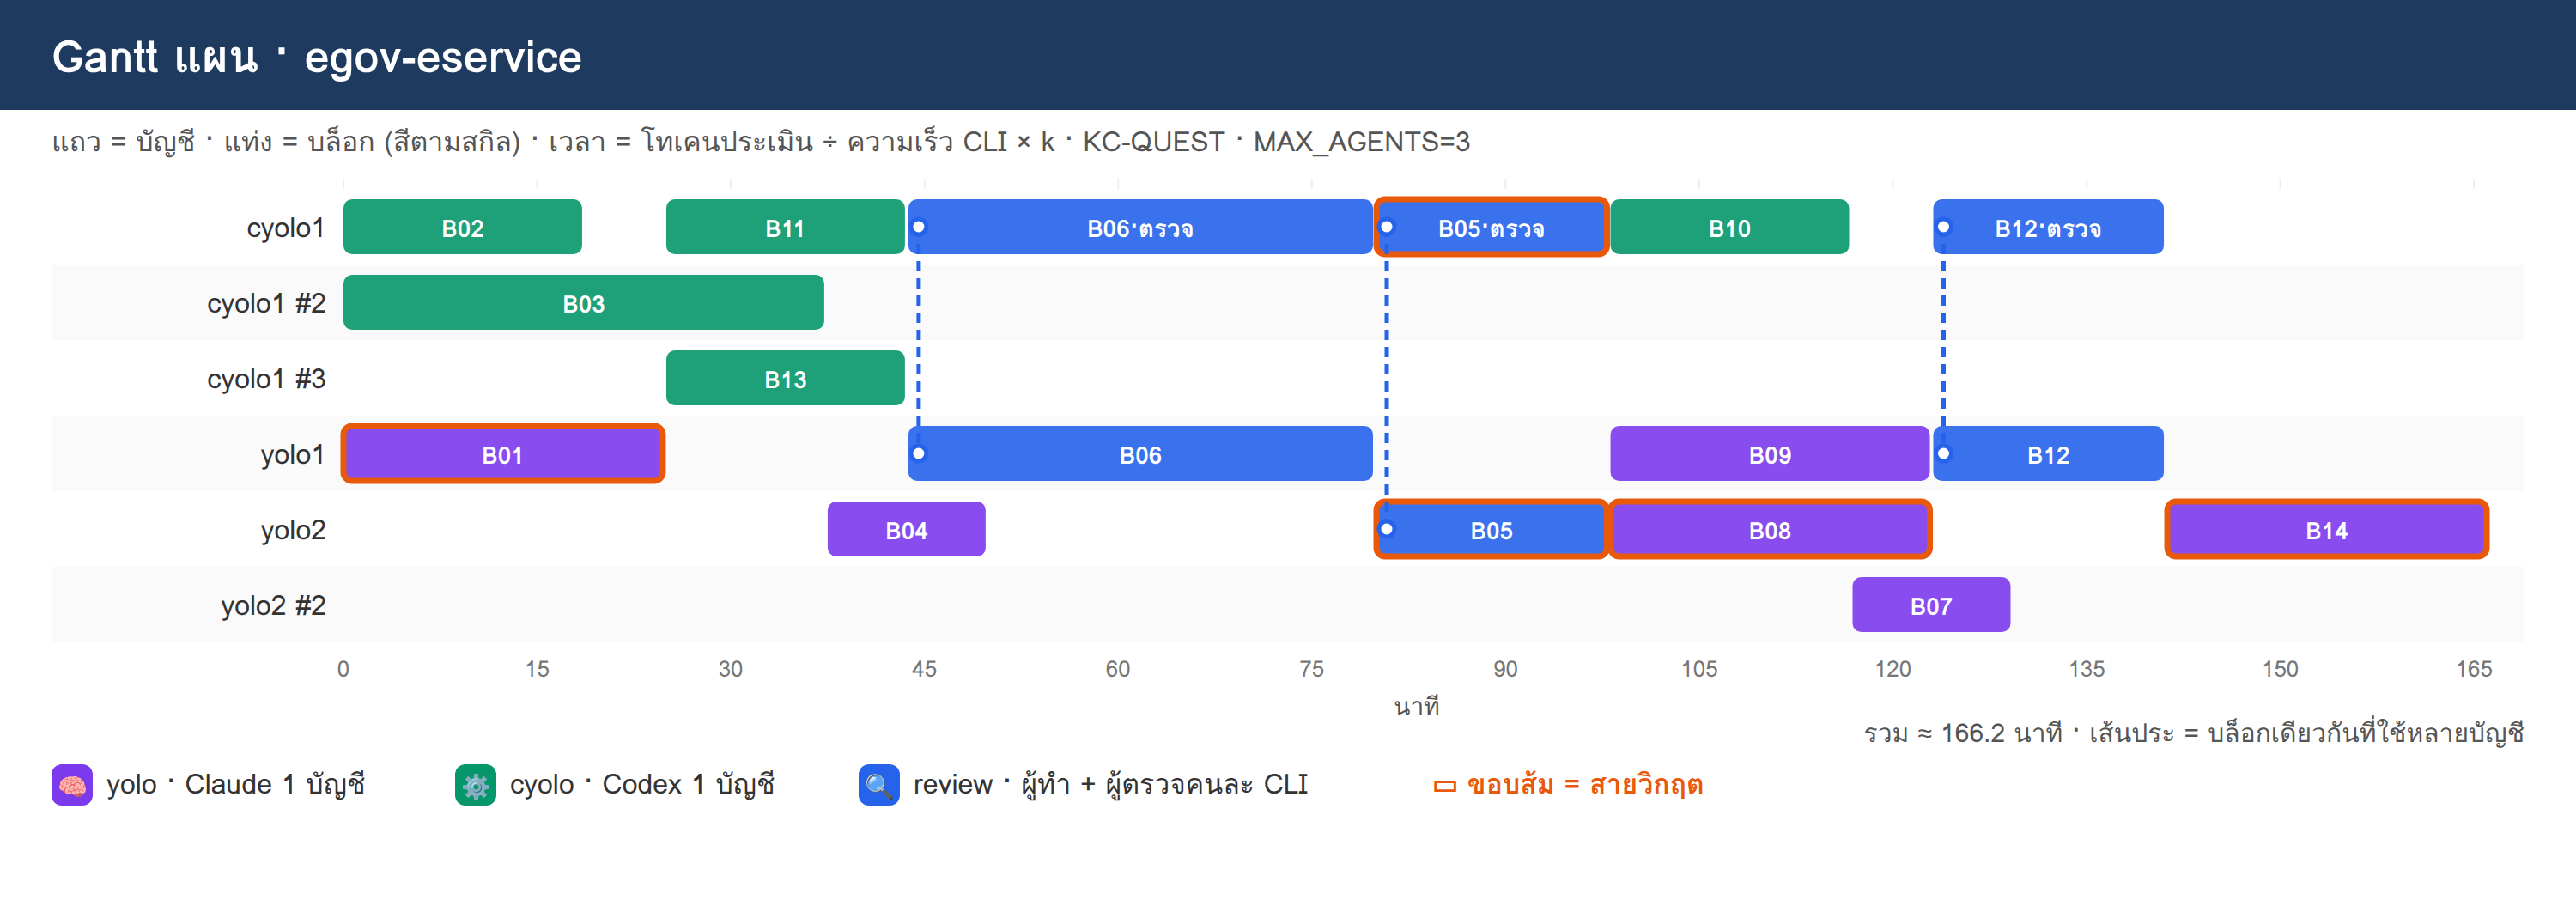 Gantt แผน · egov-eservice
แถว = บัญชี · แท่ง = บล็อก (สีตามสกิล) · เวลา = โทเคนประเมิน ÷ ความเร็ว CLI × k · KC-QUEST · MAX_AGENTS=3
cyolo1 B02 B11 B06·ตรวจ B05·ตรวจ B10 B12·ตรวจ
cyolo1 #2 B03
cyolo1 #3 B13
yolo1 B01 B06 B09 B12
yolo2 B04 B05 B08 B14
yolo2 #2 B07
0 15 30 45 60 75 90 105 120 135 150 165
นาที
รวม ≈ 166.2 นาที · เส้นประ = บล็อกเดียวกันที่ใช้หลายบัญชี
yolo · Claude 1 บัญชี cyolo · Codex 1 บัญชี review · ผู้ทำ + ผู้ตรวจคนละ CLI ▭ ขอบส้ม = สายวิกฤต